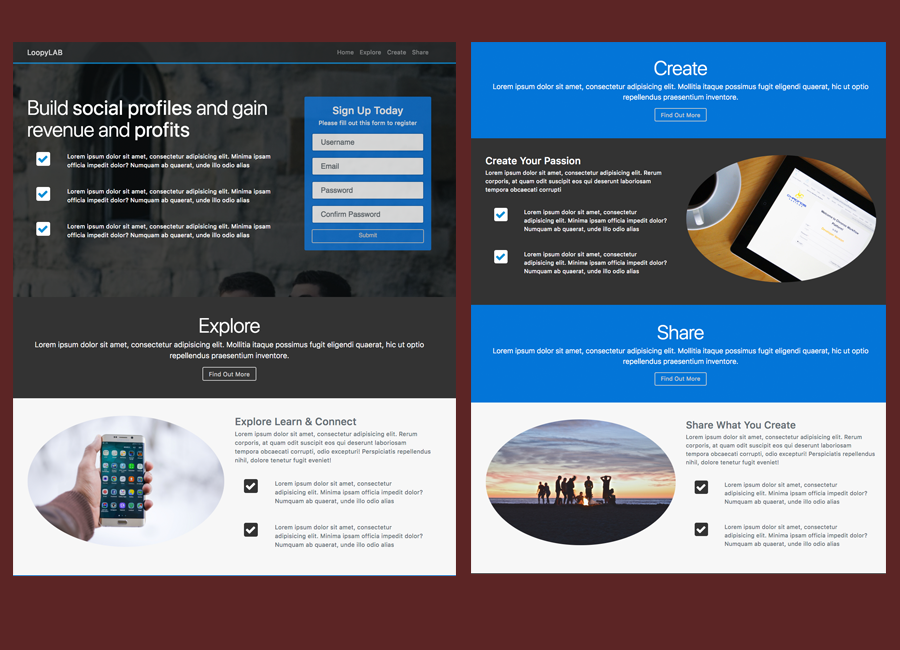 LoopyLAB
Home Explore Create Share
Build social profiles and gain
revenue and profits
Lorem ipsum dolor sit amet, consectetur adipisicing elit. Minima ipsam
officia impedit dolor? Numquam ab quaerat, unde illo odio alias
Lorem ipsum dolor sit amet, consectetur adipisicing elit. Minima ipsam
officia impedit dolor? Numquam ab quaerat, unde illo odio alias
Lorem ipsum dolor sit amet, consectetur adipisicing elit. Minima ipsam
officia impedit dolor? Numquam ab quaerat, unde illo odio alias
Sign Up Today
Please fill out this form to register
Username
Email
Password
Confirm Password
Submit
Explore
Lorem ipsum dolor sit amet, consectetur adipisicing elit. Mollitia itaque possimus fugit eligendi quaerat, hic ut optio
repellendus praesentium inventore.
Find Out More
Explore Learn & Connect
Lorem ipsum dolor sit amet, consectetur adipisicing elit. Rerum
corporis, at quam odit suscipit eos qui deserunt laboriosam
tempora obcaecati corrupti, odio excepturi! Perspiciatis repellendus
nihil, dolore tenetur fugit eveniet!
Lorem ipsum dolor sit amet, consectetur
adipisicing elit. Minima ipsam officia impedit dolor?
Numquam ab quaerat, unde illo odio alias
Lorem ipsum dolor sit amet, consectetur
adipisicing elit. Minima ipsam officia impedit dolor?
Numquam ab quaerat, unde illo odio alias
Create
Lorem ipsum dolor sit amet, consectetur adipisicing elit. Mollitia itaque possimus fugit eligendi quaerat, hic ut optio
repellendus praesentium inventore.
Find Out More
Create Your Passion
Lorem ipsum dolor sit amet, consectetur adipisicing elit. Rerum
corporis, at quam odit suscipit eos qui deserunt laboriosam
tempora obcaecati corrupti
Lorem ipsum dolor sit amet, consectetur
adipisicing elit. Minima ipsam officia impedit dolor?
Numquam ab quaerat, unde illo odio alias
Lorem ipsum dolor sit amet, consectetur
adipisicing elit. Minima ipsam officia impedit dolor?
Numquam ab quaerat, unde illo odio alias
Share
Lorem ipsum dolor sit amet, consectetur adipisicing elit. Mollitia itaque possimus fugit eligendi quaerat, hic ut optio
repellendus praesentium inventore.
Find Out More
Share What You Create
Lorem ipsum dolor sit amet, consectetur adipisicing elit. Rerum
corporis, at quam odit suscipit eos qui deserunt laboriosam
tempora obcaecati corrupti, odio excepturi! Perspiciatis repellendus
nihil, dolore tenetur fugit eveniet!
Lorem ipsum dolor sit amet, consectetur
adipisicing elit. Minima ipsam officia impedit dolor?
Numquam ab quaerat, unde illo odio alias
Lorem ipsum dolor sit amet, consectetur
adipisicing elit. Minima ipsam officia impedit dolor?
Numquam ab quaerat, unde illo odio alias